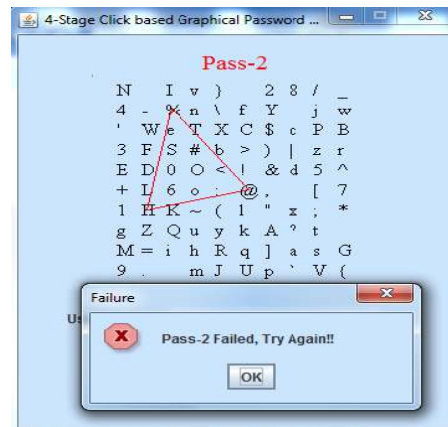 4-Stage Click based Graphical Password ...
Pass-2
N I v } 2 8 / _
4 - % n \ f Y j w
' W e T X C $ c P B
3 F S # b > ) | z r
E D 0 O < ! & d 5 ^
+ L 6 o : @ , [ 7
1 H K ~ ( l " x ; *
g Z Q u y k A ? t
M = i h R q ] a s G
9 . m J U p ` V {
Us
Failure
Pass-2 Failed, Try Again!!
OK